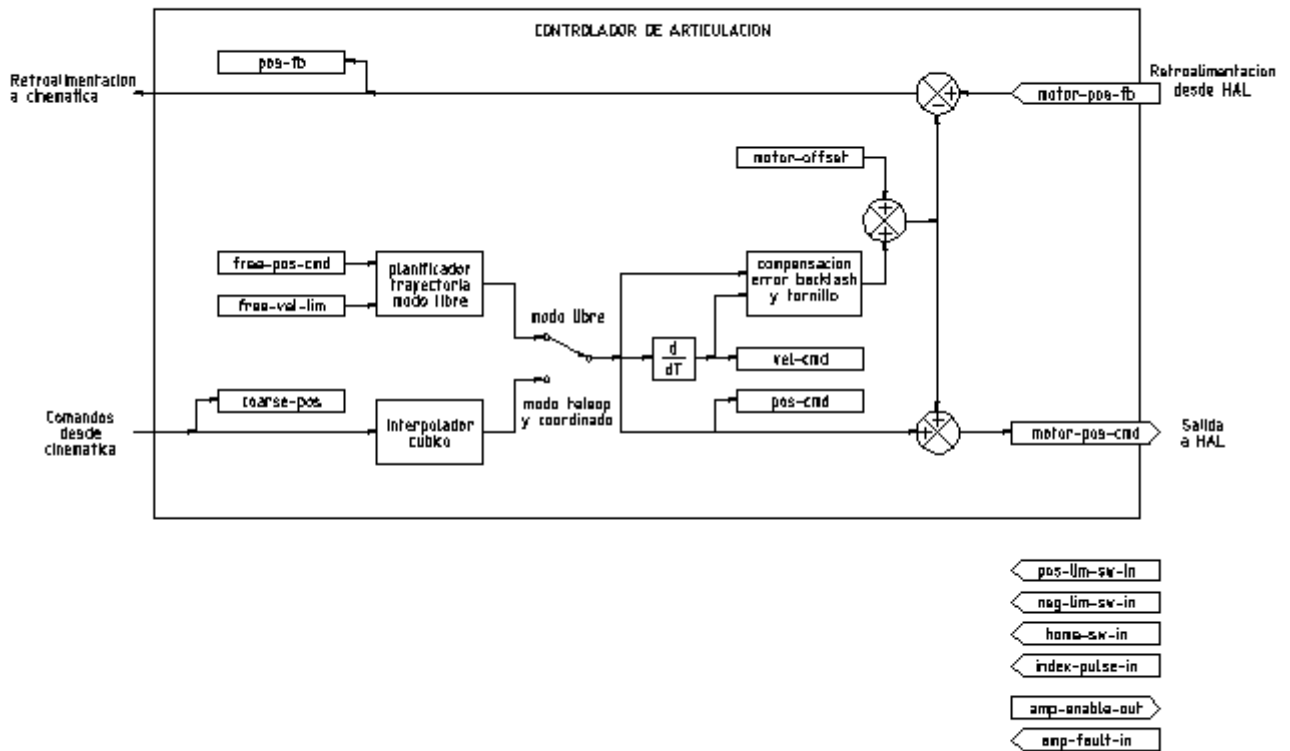 CONTROLADOR DE ARTICULACION
pos-fb
Retroalimentacion
a cinematica
Retroalimentacion
desde HAL
motor-pos-fb
motor-offset
free-pos-cmd
free-vel-lim
planificador
trayectoria
modo libre
compensacion
error backlash
y tornillo
modo libre
d
dT
vel-cmd
coarse-pos
modo teleop
y coordinado
pos-cmd
Comandos
desde
cinematica
interpolador
cubico
motor-pos-cmd
Salida
a HAL
pos-lim-sw-in
neg-lim-sw-in
home-sw-in
index-pulse-in
amp-enable-out
amp-fault-in